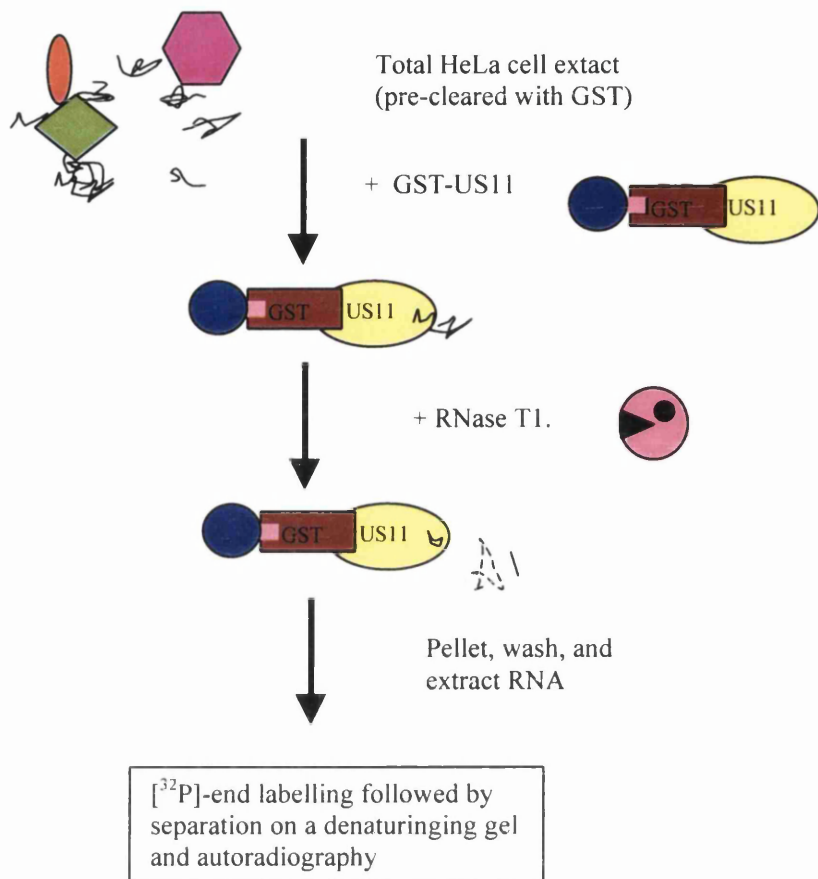 Total HeLa cell extact
(pre-cleared with GST)
+ GST-US11
GST US11
GST US11
+ RNase T1.
GST US11
Pellet, wash, and
extract RNA
[³²P]-end labelling followed by
separation on a denaturinging gel
and autoradiography